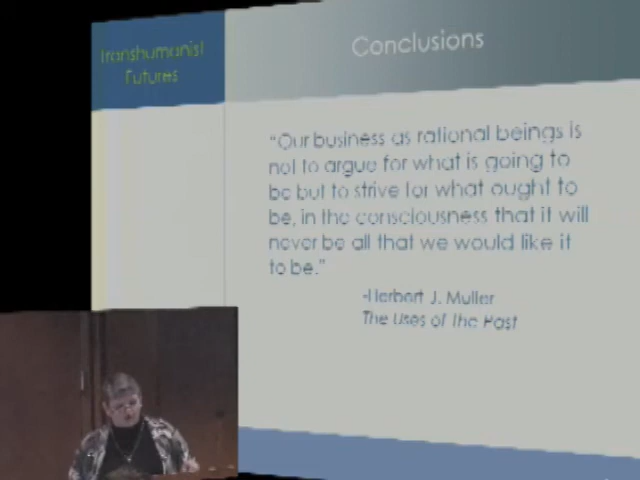 Transhumanist
Futures
Conclusions
“Our business as rational beings is
not to argue for what is going to
be but to strive for what ought to
be, in the consciousness that it will
never be all that we would like it
to be.”
-Herbert J. Muller
The Uses of the Past